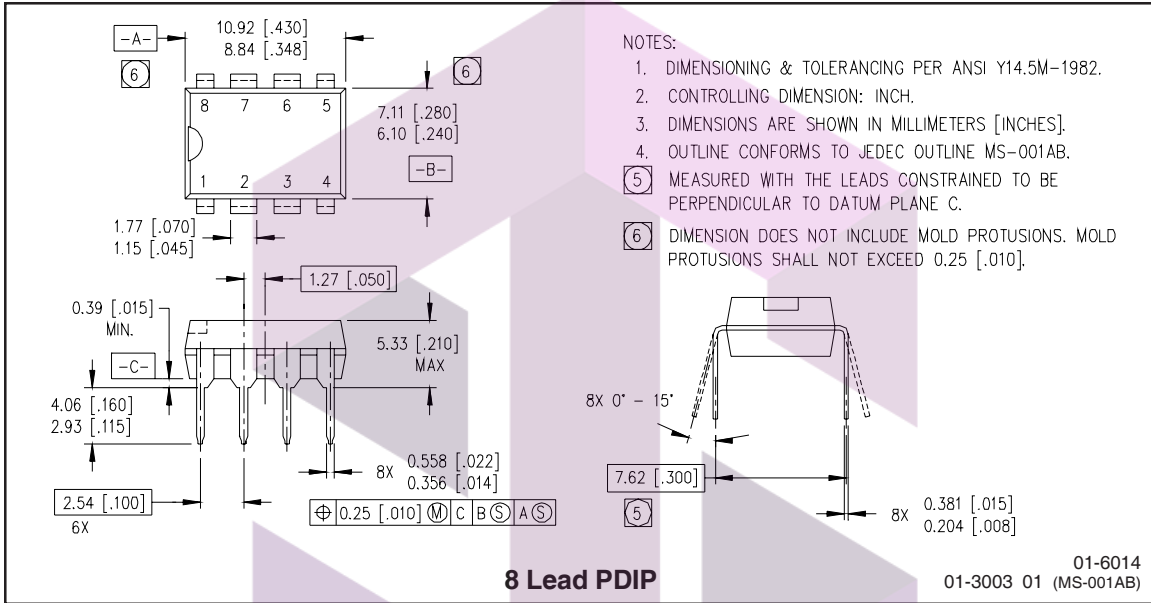 -A-
10.92 [.430]
8.84 [.348]
6
6
8 7 6 5
1 2 3 4
7.11 [.280]
6.10 [.240]
-B-
1.77 [.070]
1.15 [.045]
1.27 [.050]
0.39 [.015]
MIN.
-C-
5.33 [.210]
MAX
4.06 [.160]
2.93 [.115]
8X 0.558 [.022]
0.356 [.014]
2.54 [.100]
6X
⌖ 0.25 [.010] Ⓜ C B Ⓢ A Ⓢ
NOTES:
1. DIMENSIONING & TOLERANCING PER ANSI Y14.5M-1982.
2. CONTROLLING DIMENSION: INCH.
3. DIMENSIONS ARE SHOWN IN MILLIMETERS [INCHES].
4. OUTLINE CONFORMS TO JEDEC OUTLINE MS-001AB.
5 MEASURED WITH THE LEADS CONSTRAINED TO BE
PERPENDICULAR TO DATUM PLANE C.
6 DIMENSION DOES NOT INCLUDE MOLD PROTUSIONS. MOLD
PROTUSIONS SHALL NOT EXCEED 0.25 [.010].
8X 0° - 15°
7.62 [.300]
5
8X 0.381 [.015]
0.204 [.008]
8 Lead PDIP
01-6014
01-3003 01 (MS-001AB)